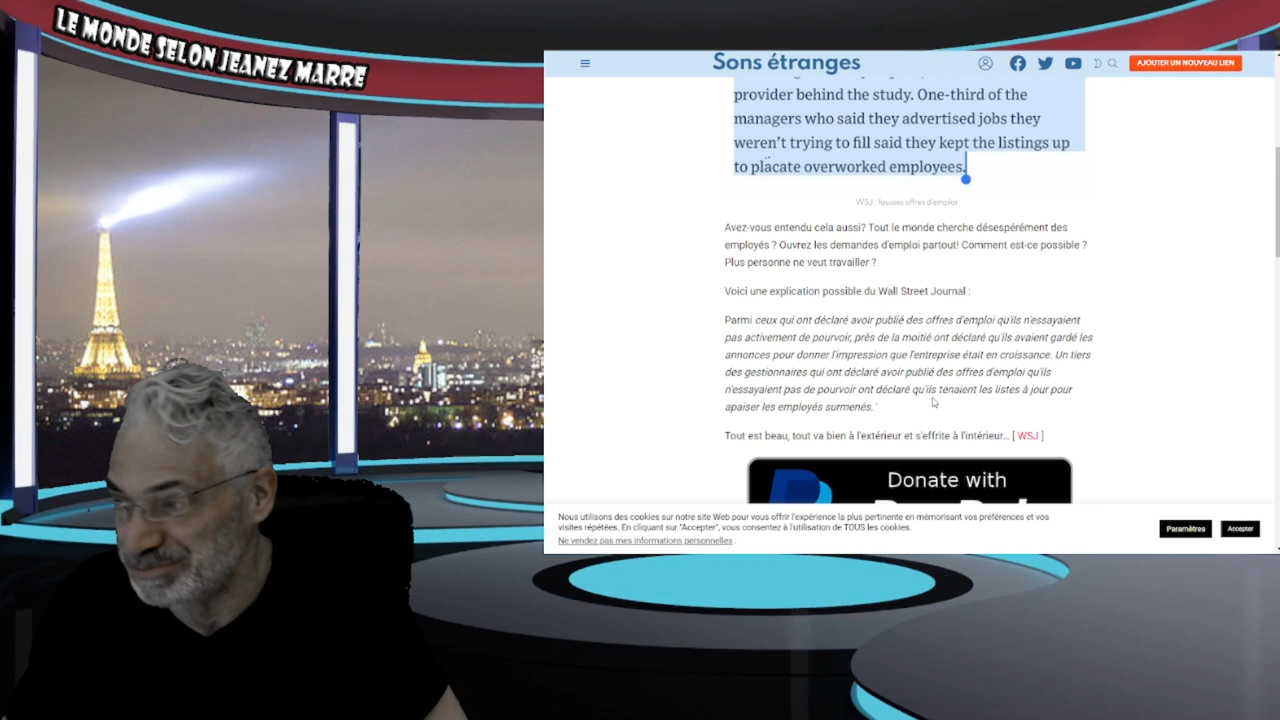 LE MONDE SELON JEANEZ MARRE
Sons étranges
AJOUTER UN NOUVEAU LIEN
provider behind the study. One-third of the
managers who said they advertised jobs they
weren't trying to fill said they kept the listings up
to placate overworked employees.
WSJ : fausses offres d'emploi
Avez-vous entendu cela aussi? Tout le monde cherche désespérément des
employés ? Ouvrez les demandes d'emploi partout! Comment est-ce possible ?
Plus personne ne veut travailler ?
Voici une explication possible du Wall Street Journal :
Parmi ceux qui ont déclaré avoir publié des offres d'emploi qu'ils n'essayaient
pas activement de pourvoir, près de la moitié ont déclaré qu'ils avaient gardé les
annonces pour donner l'impression que l'entreprise était en croissance. Un tiers
des gestionnaires qui ont déclaré avoir publié des offres d'emploi qu'ils
n'essayaient pas de pourvoir ont déclaré qu'ils tenaient les listes à jour pour
apaiser les employés surmenés. '
Tout est beau, tout va bien à l'extérieur et s'effrite à l'intérieur... [ WSJ ]
Donate with
Nous utilisons des cookies sur notre site Web pour vous offrir l'expérience la plus pertinente en mémorisant vos préférences et vos
visites répétées. En cliquant sur "Accepter", vous consentez à l'utilisation de TOUS les cookies.
Ne vendez pas mes informations personnelles .
Paramètres
Accepter